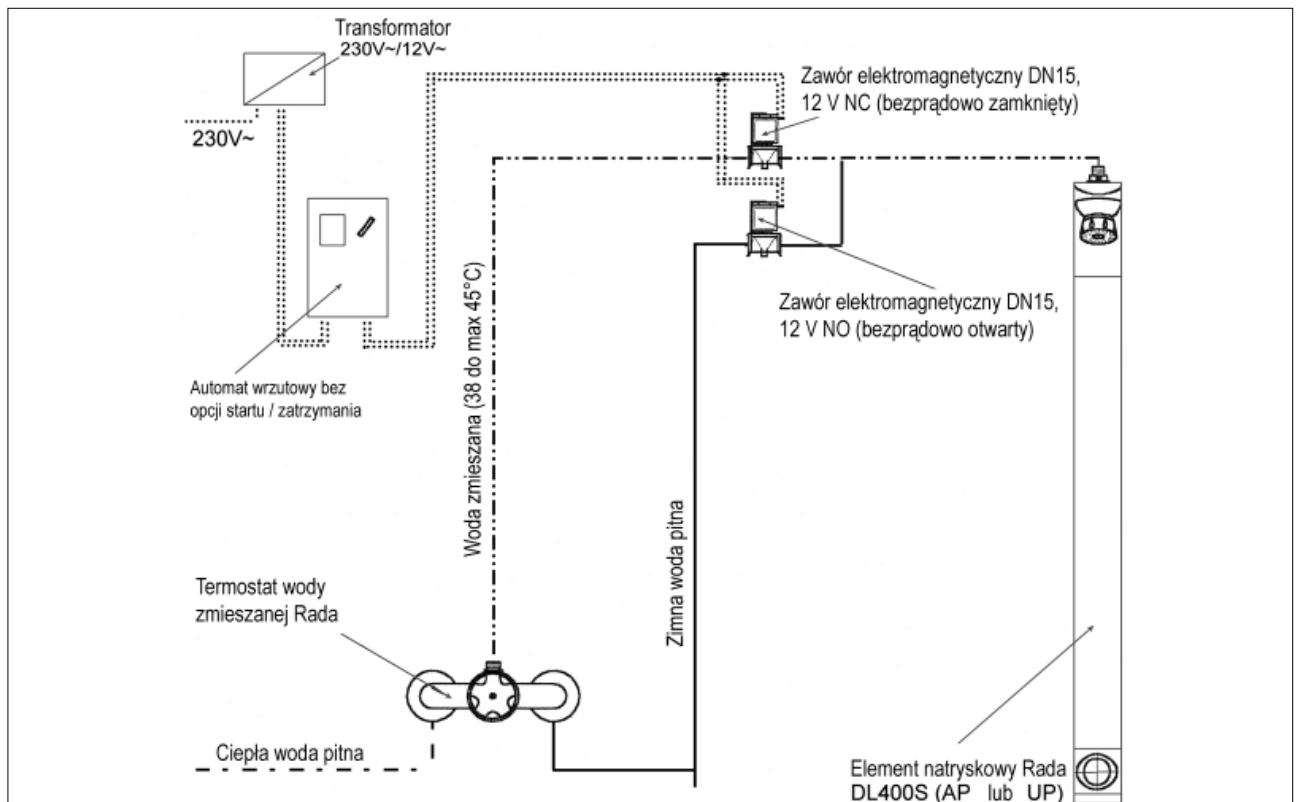 Transformator
230V~/12V~
230V~
Zawór elektromagnetyczny DN15,
12 V NC (bezprądowo zamknięty)
Zawór elektromagnetyczny DN15,
12 V NO (bezprądowo otwarty)
Automat wrzutowy bez
opcji startu / zatrzymania
Woda zmieszana (38 do max 45°C)
Zimna woda pitna
Termostat wody
zmieszanej Rada
Ciepła woda pitna
Element natryskowy Rada
DL400S (AP lub UP)